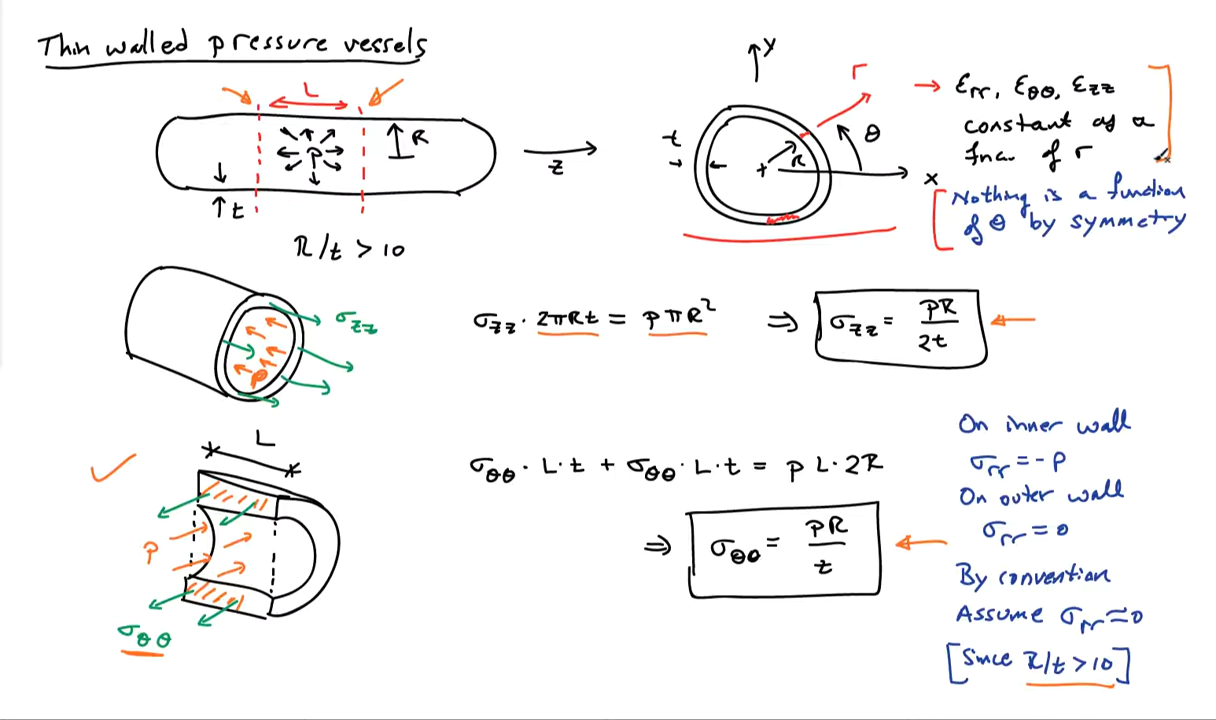 Thin walled pressure vessels
L
P
R
t
z
R/t > 10
y
r
t
θ
R
x
→ εrr, εθθ, εzz
constant as a
fnc. of r
[Nothing is a function
of θ by symmetry
σzz
P
σzz · 2πRt = pπR² ⇒ σzz = pR/2t
L
P
σθθ
σθθ · L·t + σθθ · L·t = p L·2R
⇒ σθθ = pR/t
On inner wall
σrr = -p
On outer wall
σrr = 0
By convention
Assume σrr ≈ 0
[Since R/t > 10]